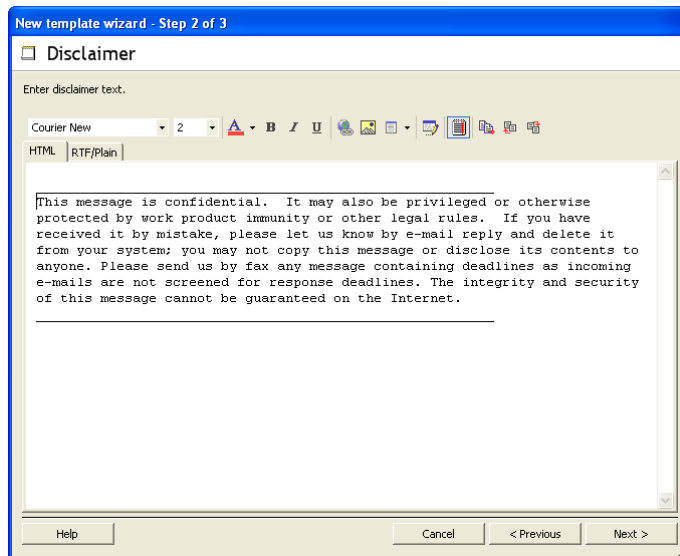 New template wizard - Step 2 of 3
Disclaimer
Enter disclaimer text.
Courier New 2 A B I U
HTML RTF/Plain
This message is confidential.  It may also be privileged or otherwise
protected by work product immunity or other legal rules.  If you have
received it by mistake, please let us know by e-mail reply and delete it
from your system; you may not copy this message or disclose its contents to
anyone. Please send us by fax any message containing deadlines as incoming
e-mails are not screened for response deadlines. The integrity and security
of this message cannot be guaranteed on the Internet.
Help Cancel < Previous Next >